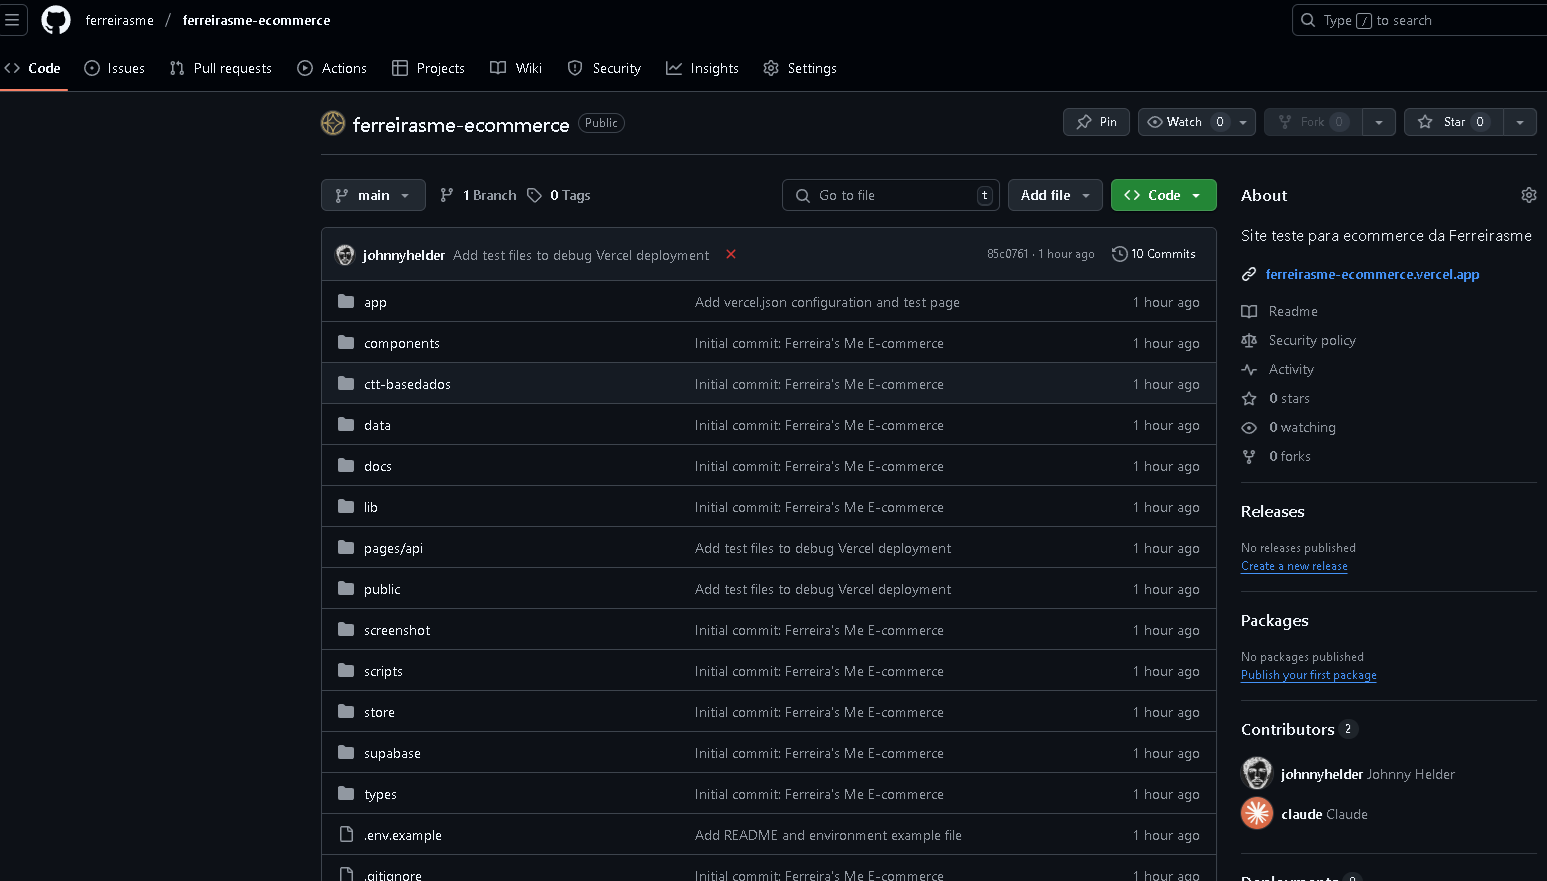 ferreirasme / ferreirasme-ecommerce
Type / to search
Code Issues Pull requests Actions Projects Wiki Security Insights Settings
ferreirasme-ecommerce Public
Pin Watch 0 Fork 0 Star 0
main 1 Branch 0 Tags Go to file t Add file Code
johnnyhelder Add test files to debug Vercel deployment 85c0761 · 1 hour ago 10 Commits
app Add vercel.json configuration and test page 1 hour ago
components Initial commit: Ferreira's Me E-commerce 1 hour ago
ctt-basedados Initial commit: Ferreira's Me E-commerce 1 hour ago
data Initial commit: Ferreira's Me E-commerce 1 hour ago
docs Initial commit: Ferreira's Me E-commerce 1 hour ago
lib Initial commit: Ferreira's Me E-commerce 1 hour ago
pages/api Add test files to debug Vercel deployment 1 hour ago
public Add test files to debug Vercel deployment 1 hour ago
screenshot Initial commit: Ferreira's Me E-commerce 1 hour ago
scripts Initial commit: Ferreira's Me E-commerce 1 hour ago
store Initial commit: Ferreira's Me E-commerce 1 hour ago
supabase Initial commit: Ferreira's Me E-commerce 1 hour ago
types Initial commit: Ferreira's Me E-commerce 1 hour ago
.env.example Add README and environment example file 1 hour ago
.gitignore Initial commit: Ferreira's Me E-commerce 1 hour ago
About
Site teste para ecommerce da Ferreirasme
ferreirasme-ecommerce.vercel.app
Readme
Security policy
Activity
0 stars
0 watching
0 forks
Releases
No releases published
Create a new release
Packages
No packages published
Publish your first package
Contributors 2
johnnyhelder Johnny Helder
claude Claude
Deployments